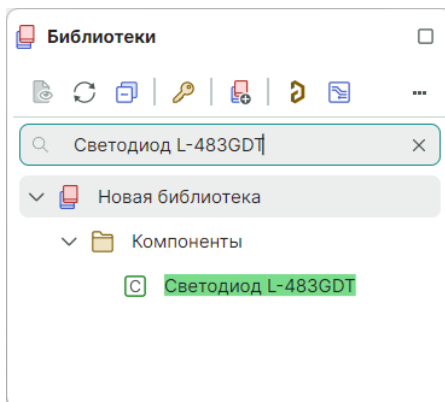 Библиотеки
Светодиод L-483GDT
Новая библиотека
Компоненты
C Светодиод L-483GDT